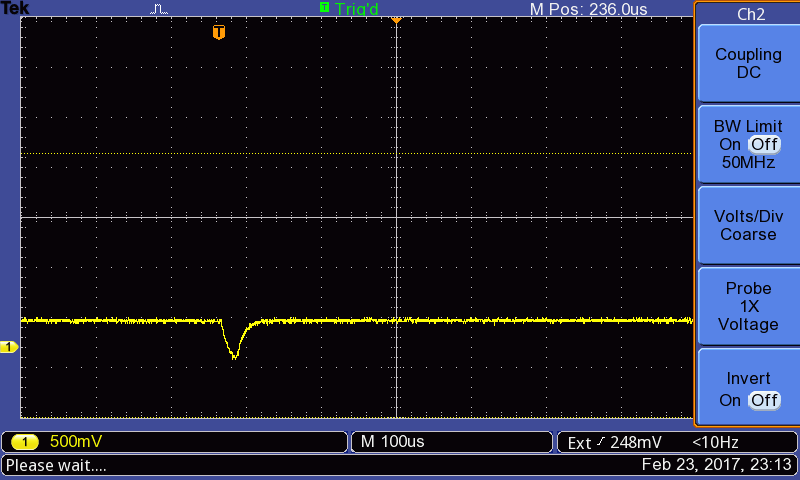 Tek
T Trig'd
M Pos: 236.0us
Ch2
T
Coupling
DC
BW Limit
On Off
50MHz
Volts/Div
Coarse
Probe
1X
Voltage
1
Invert
On Off
1 500mV
M 100us
Ext 248mV <10Hz
Please wait....
Feb 23, 2017, 23:13